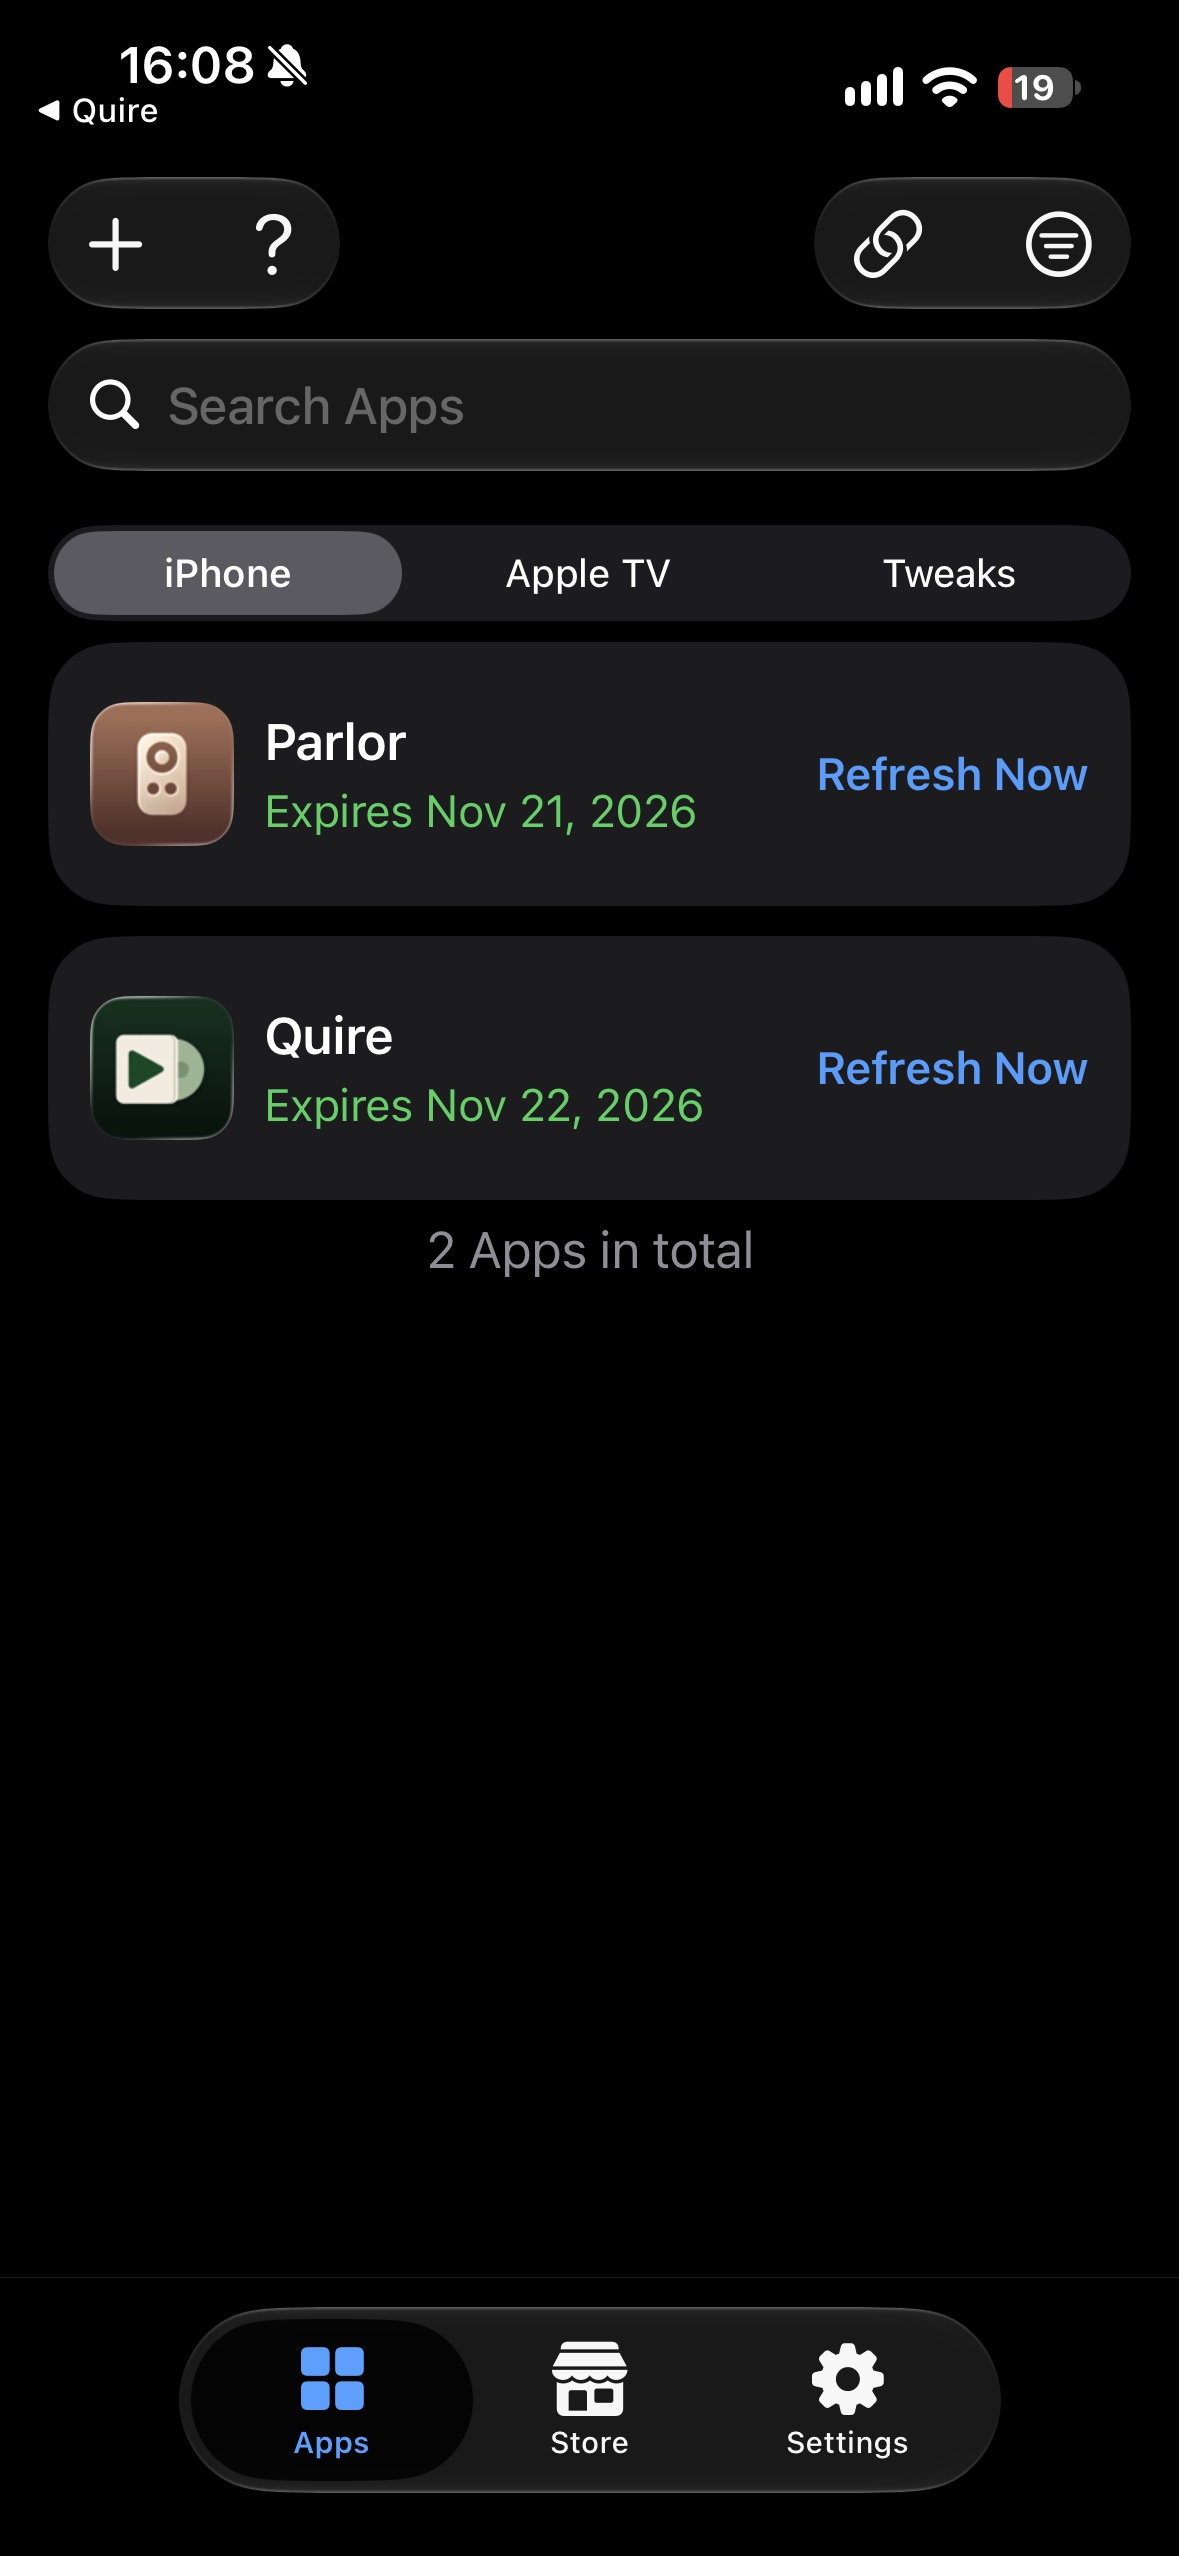 16:08
19
Quire
Search Apps
iPhone
Apple TV
Tweaks
Parlor
Expires Nov 21, 2026
Refresh Now
Quire
Expires Nov 22, 2026
Refresh Now
2 Apps in total
Apps
Store
Settings